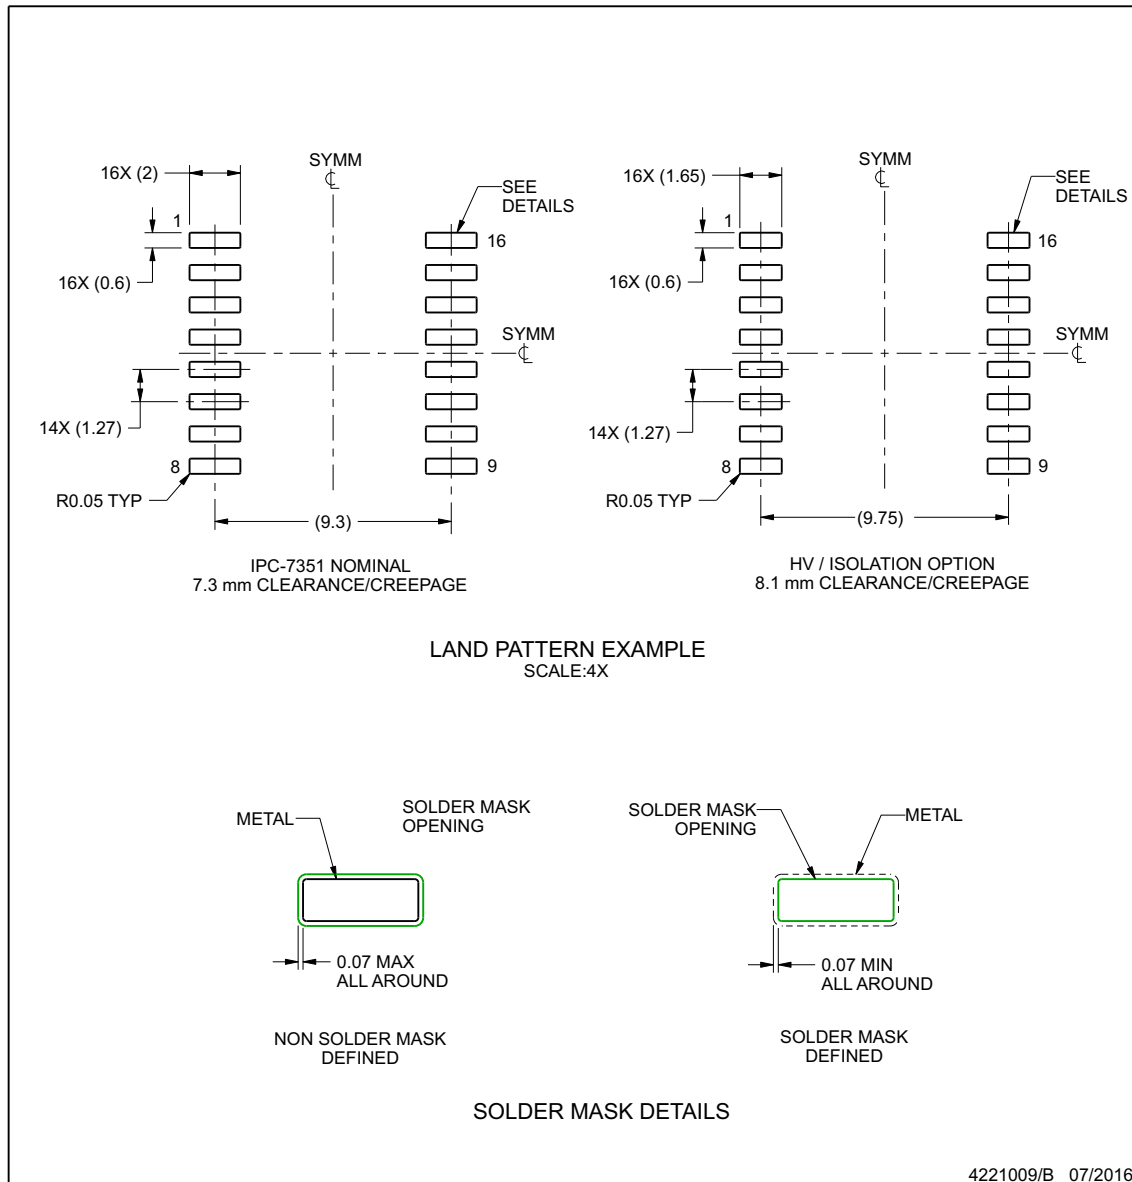 SYMM
16X (2)
SEE
DETAILS
1
16
16X (0.6)
SYMM
14X (1.27)
8
9
R0.05 TYP
(9.3)
IPC-7351 NOMINAL
7.3 mm CLEARANCE/CREEPAGE
SYMM
16X (1.65)
SEE
DETAILS
1
16
16X (0.6)
SYMM
14X (1.27)
8
9
R0.05 TYP
(9.75)
HV / ISOLATION OPTION
8.1 mm CLEARANCE/CREEPAGE
LAND PATTERN EXAMPLE
SCALE:4X
METAL
SOLDER MASK
OPENING
0.07 MAX
ALL AROUND
NON SOLDER MASK
DEFINED
SOLDER MASK
OPENING
METAL
0.07 MIN
ALL AROUND
SOLDER MASK
DEFINED
SOLDER MASK DETAILS
4221009/B 07/2016